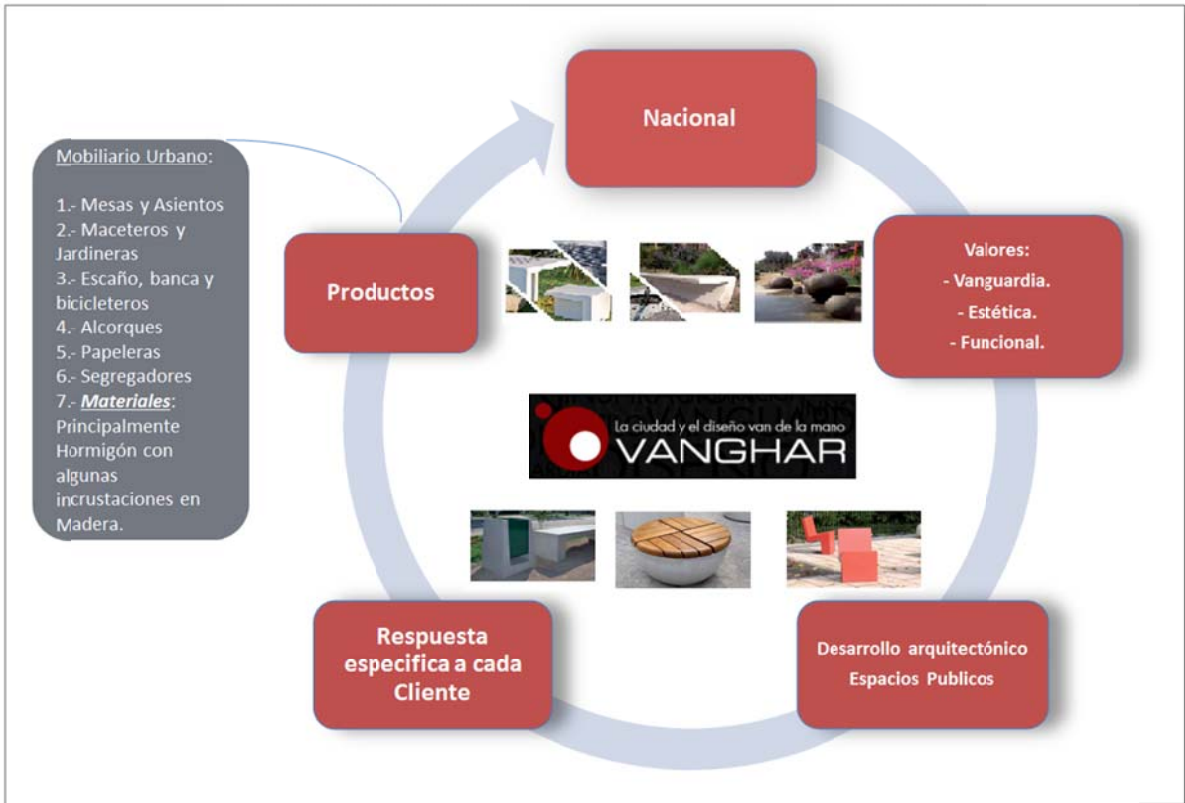 Nacional
Mobiliario Urbano:
1.- Mesas y Asientos
2.- Maceteros y
Jardineras
3.- Escaño, banca y
bicicleteros
4.- Alcorques
5.- Papeleras
6.- Segregadores
7.- Materiales:
Principalmente
Hormigón con
algunas
incrustaciones en
Madera.
Productos
Valores:
- Vanguardia.
- Estética.
- Funcional.
La ciudad y el diseño van de la mano
VANGHAR
Respuesta
especifica a cada
Cliente
Desarrollo arquitectónico
Espacios Publicos